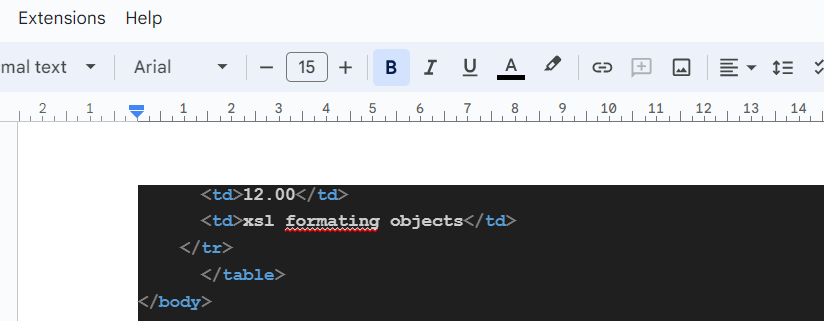 Extensions Help
mal text Arial 15 B I U A
2 1 1 2 3 4 5 6 7 8 9 10 11 12 13 14
<td>12.00</td>
<td>xsl formating objects</td>
</tr>
</table>
</body>